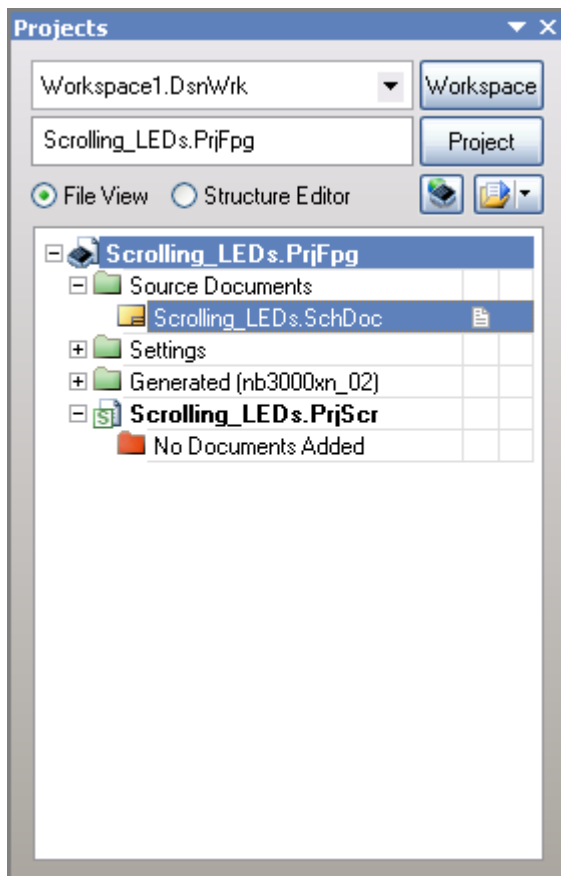 Projects
Workspace1.DsnWrk Workspace
Scrolling_LEDs.PrjFpg Project
File View Structure Editor
Scrolling_LEDs.PrjFpg
Source Documents
Scrolling_LEDs.SchDoc
Settings
Generated (nb3000xn_02)
Scrolling_LEDs.PrjScr
No Documents Added